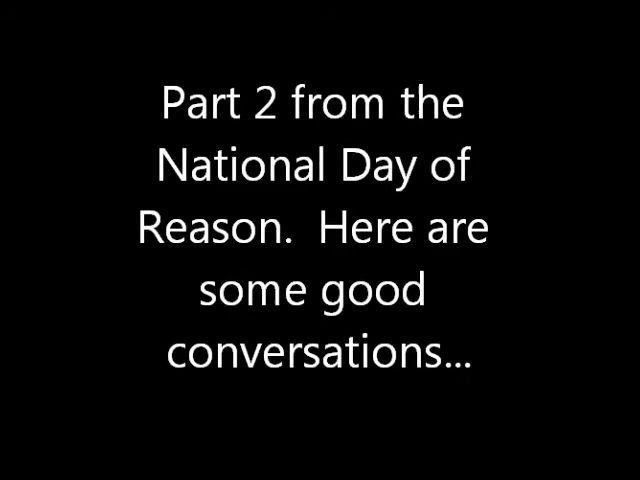 Part 2 from the
National Day of
Reason.  Here are
some good
conversations...